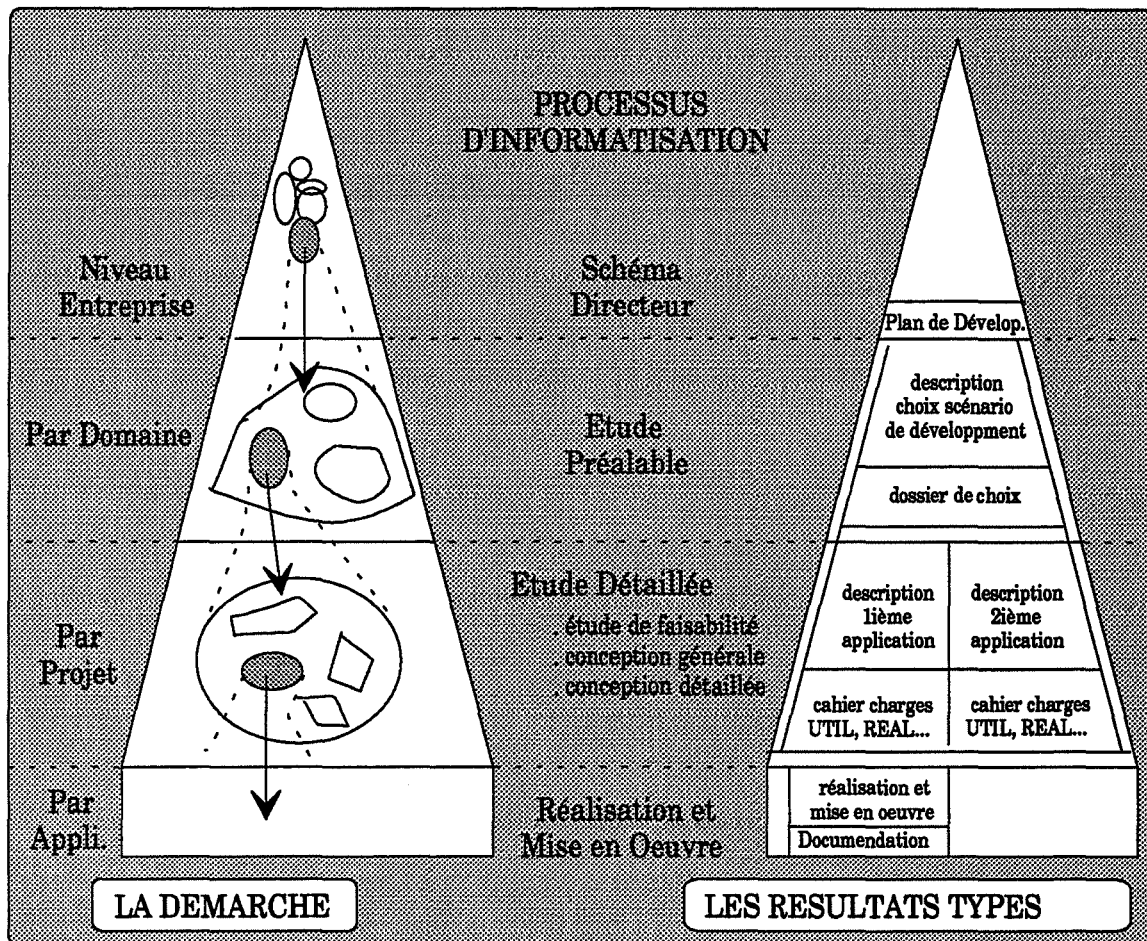 PROCESSUS
D'INFORMATISATION
Niveau
Entreprise
Schéma
Directeur
Plan de Dévelop.
Par Domaine
Etude
Préalable
description
choix scénario
de développment
dossier de choix
Par
Projet
Etude Détaillée
. étude de faisabilité
. conception générale
. conception détaillee
description
1ième
application
description
2ième
application
cahier charges
UTIL, REAL...
cahier charges
UTIL, REAL...
Par
Appli.
Réalisation et
Mise en Oeuvre
réalisation et
mise en oeuvre
Documendation
LA DEMARCHE
LES RESULTATS TYPES